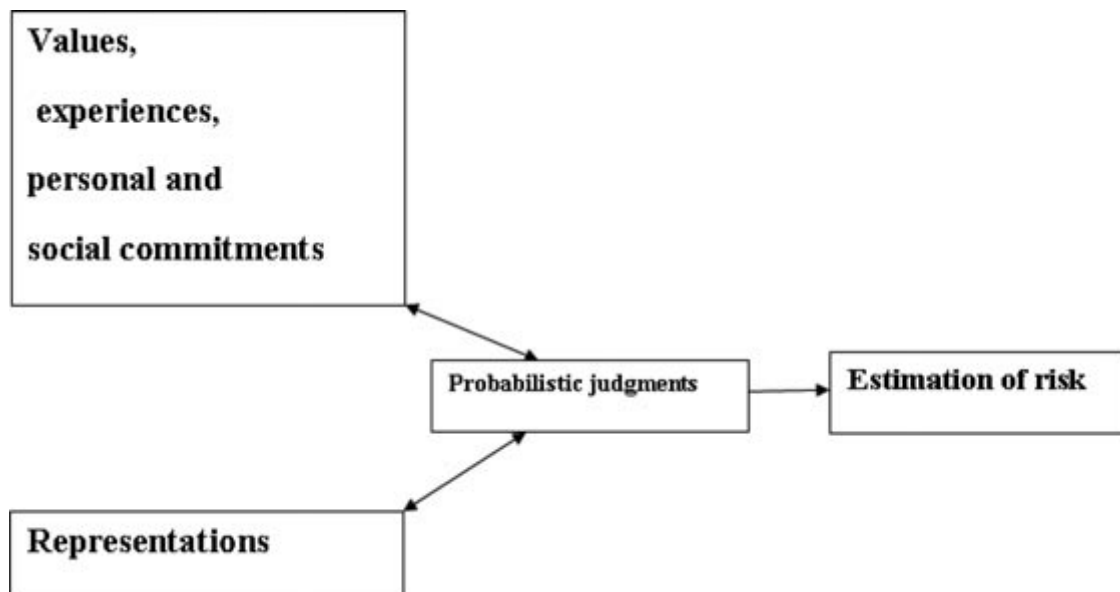 Values,
experiences,
personal and
social commitments
Probabilistic judgments
Estimation of risk
Representations